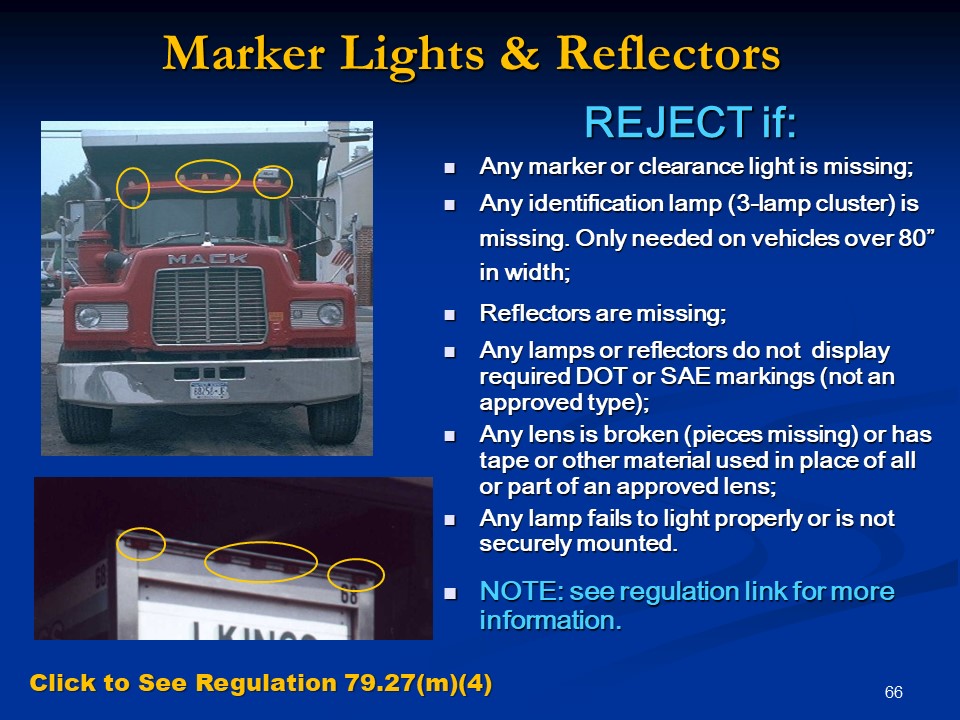 Marker Lights & Reflectors
REJECT if:
Any marker or clearance light is missing;
Any identification lamp (3-lamp cluster) is
missing. Only needed on vehicles over 80”
in width;
Reflectors are missing;
Any lamps or reflectors do not display
required DOT or SAE markings (not an
approved type);
Any lens is broken (pieces missing) or has
tape or other material used in place of all
or part of an approved lens;
Any lamp fails to light properly or is not
securely mounted.
NOTE: see regulation link for more
information.
MACK
68
Click to See Regulation 79.27(m)(4)
66